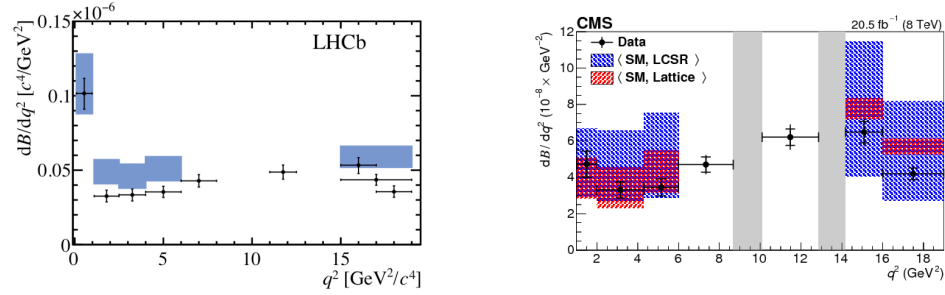 ×10⁻⁶
0.15
LHCb
0.1
0.05
0
dB/dq² [c⁴/GeV²]
0 5 10 15
q² [GeV²/c⁴]
CMS 20.5 fb⁻¹ (8 TeV)
12
Data
⟨ SM, LCSR ⟩
10
⟨ SM, Lattice ⟩
8
6
4
2
0
dB/dq² (10⁻⁸ × GeV⁻²)
2 4 6 8 10 12 14 16 18
q² (GeV²)